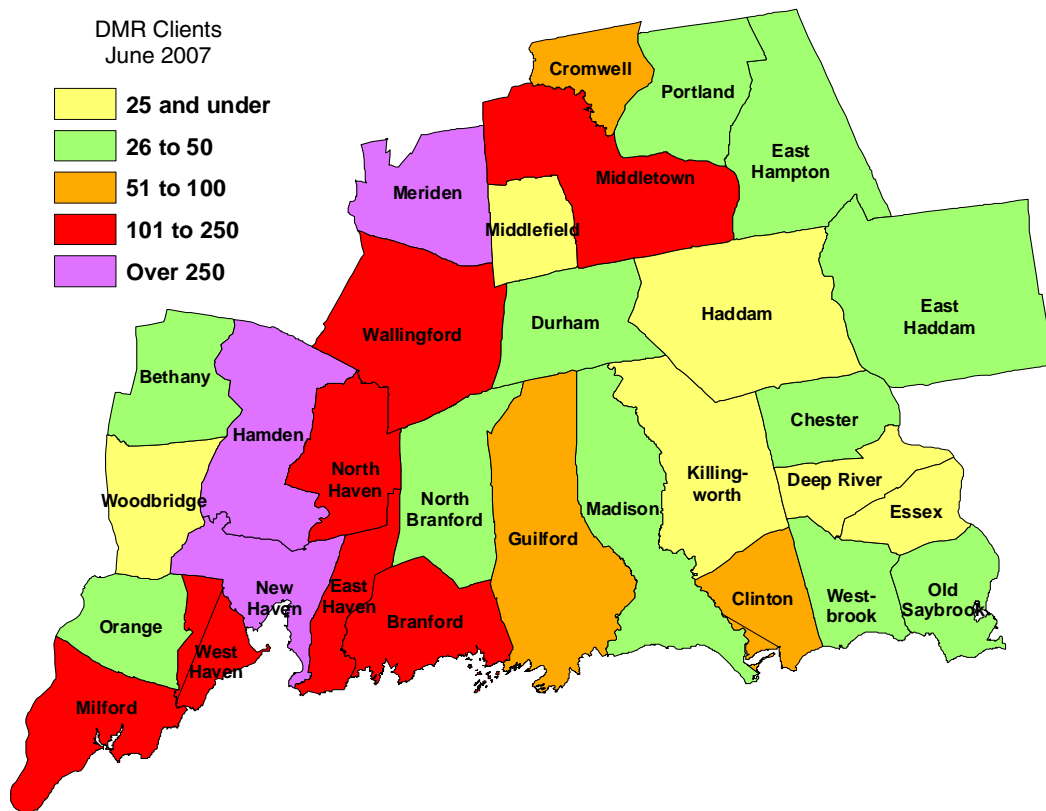 DMR Clients
June 2007
25 and under
26 to 50
51 to 100
101 to 250
Over 250
Cromwell
Portland
East
Hampton
Middletown
Meriden
Middlefield
Haddam
East
Haddam
Durham
Wallingford
Bethany
Hamden
Chester
North
Haven
Killing-
worth
Deep River
Woodbridge
North
Branford
Madison
Essex
Guilford
New
Haven
East
Haven
Clinton
West-
brook
Old
Saybrook
Orange
Branford
West
Haven
Milford